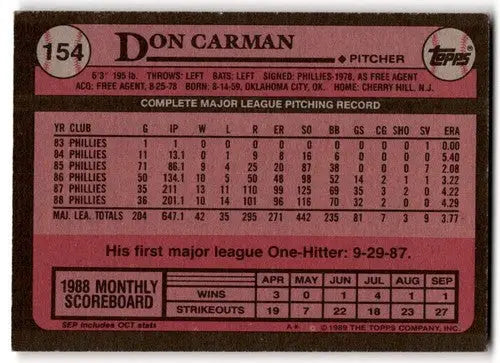 154 DON CARMAN Topps
PITCHER
6'3" 195 lb. THROWS: LEFT BATS: LEFT SIGNED: PHILLIES-1978, AS FREE AGENT
ACQ: FREE AGENT, 8-25-78 BORN: 8-14-59, OKLAHOMA CITY, OK. HOME: CHERRY HILL, N.J.
COMPLETE MAJOR LEAGUE PITCHING RECORD
YR CLUB G IP W L R ER SO BB GS CG SHO SV ERA
83 PHILLIES 1 1 0 0 0 0 0 0 0 0 0 1 0.00
84 PHILLIES 11 13.1 0 1 9 8 16 6 0 0 0 0 5.40
85 PHILLIES 71 86.1 9 4 25 20 87 38 0 0 0 7 2.08
86 PHILLIES 50 134.1 10 5 50 48 98 52 14 2 1 1 3.22
87 PHILLIES 35 211 13 11 110 99 125 69 35 3 2 0 4.22
88 PHILLIES 36 201.1 10 14 101 96 116 70 32 2 0 0 4.29
MAJ. LEA. TOTALS 204 647.1 42 35 295 271 442 235 81 7 3 9 3.77
His first major league One-Hitter: 9-29-87.
1988 MONTHLY SCOREBOARD
APR MAY JUN JUL AUG SEP
WINS 3 0 1 4 1 1
STRIKEOUTS 19 7 22 18 23 27
SEP includes OCT stats A* © 1989 THE TOPPS COMPANY, INC.